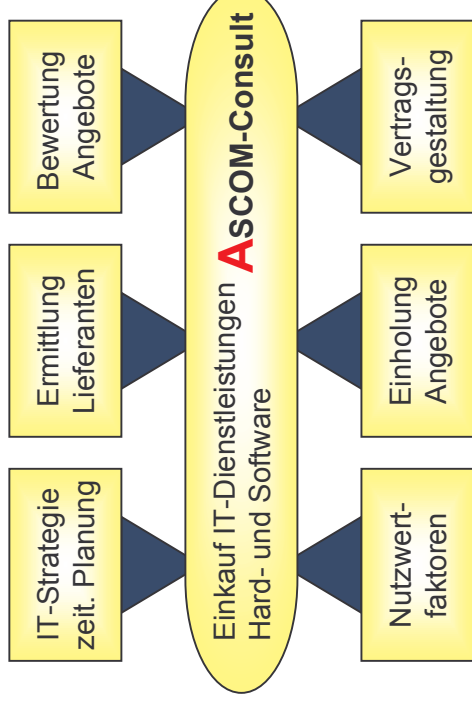 IT-Strategie
zeit. Planung
Ermittlung
Lieferanten
Bewertung
Angebote
Einkauf IT-Dienstleistungen
Hard- und Software
AsCOM-Consult
Nutzwert-
faktoren
Einholung
Angebote
Vertrags-
gestaltung